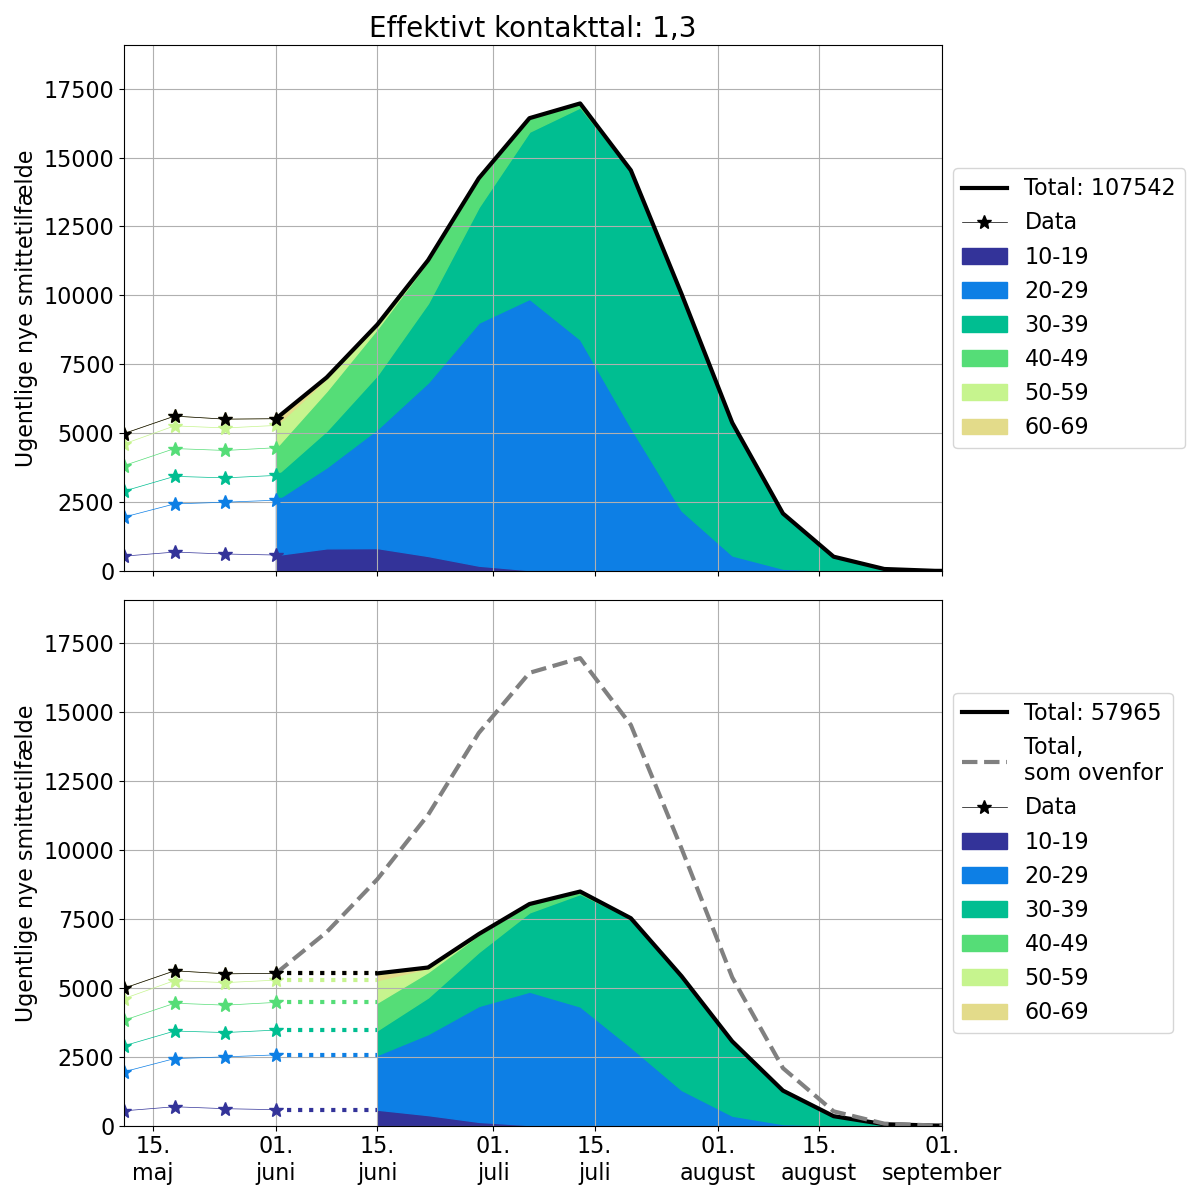 Effektivt kontakttal: 1,3
Ugentlige nye smittetilfælde
17500
15000
12500
10000
7500
5000
2500
0
Total: 107542
Data
10-19
20-29
30-39
40-49
50-59
60-69
Ugentlige nye smittetilfælde
17500
15000
12500
10000
7500
5000
2500
0
15. maj
01. juni
15. juni
01. juli
15. juli
01. august
15. august
01. september
Total: 57965
Total,
som ovenfor
Data
10-19
20-29
30-39
40-49
50-59
60-69